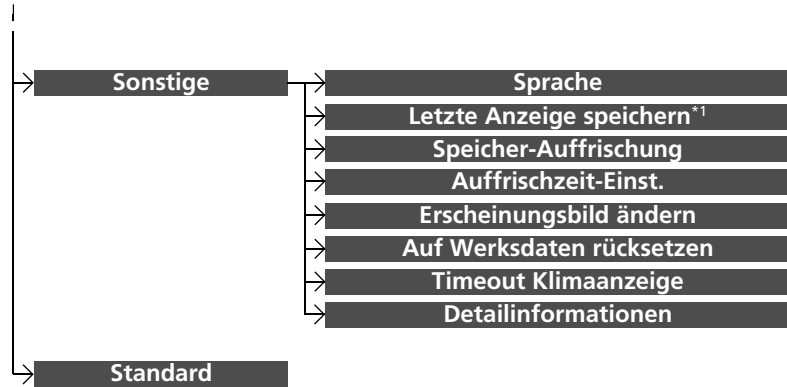 Sonstige
Sprache
Letzte Anzeige speichern*1
Speicher-Auffrischung
Auffrischzeit-Einst.
Erscheinungsbild ändern
Auf Werksdaten rücksetzen
Timeout Klimaanzeige
Detailinformationen
Standard